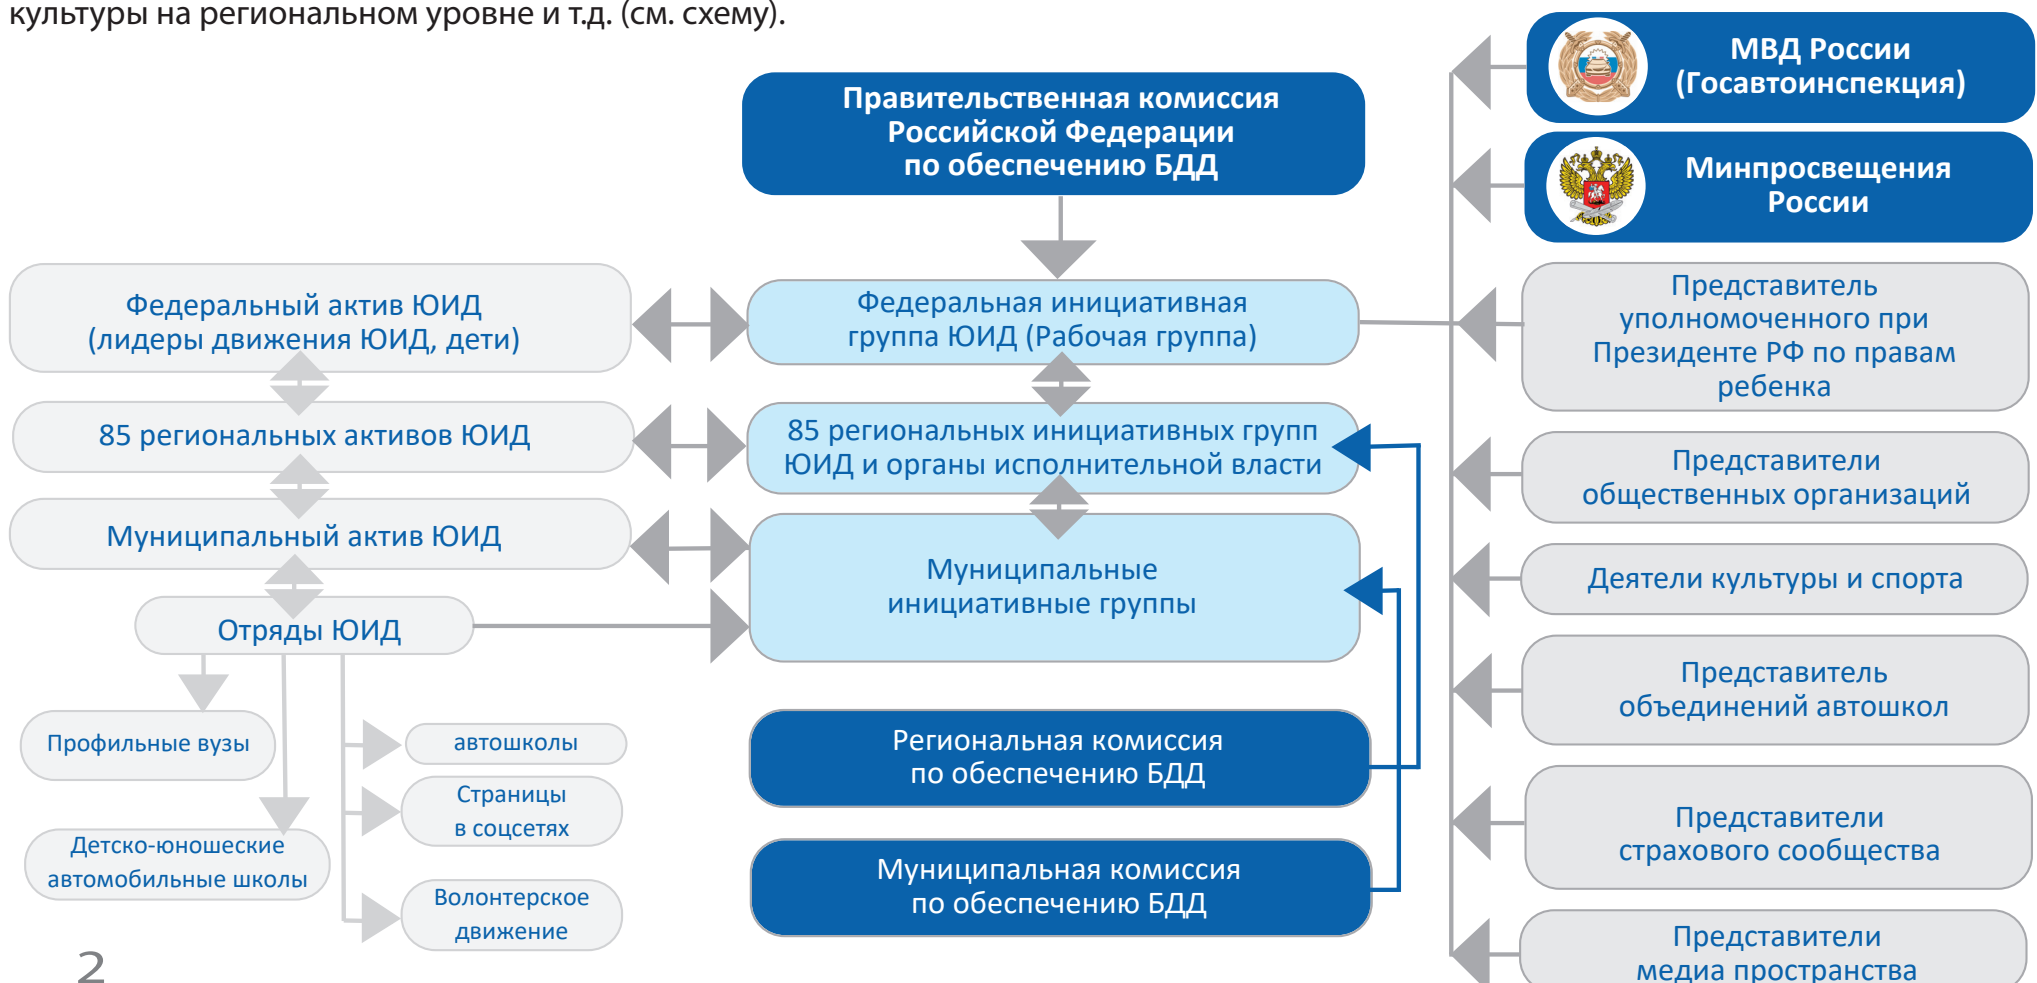 культуры на региональном уровне и т.д. (см. схему).
Правительственная комиссия
Российской Федерации
по обеспечению БДД
МВД России
(Госавтоинспекция)
Минпросвещения
России
Федеральный актив ЮИД
(лидеры движения ЮИД, дети)
Федеральная инициативная
группа ЮИД (Рабочая группа)
Представитель
уполномоченного при
Президенте РФ по правам
ребенка
85 региональных активов ЮИД
85 региональных инициативных групп
ЮИД и органы исполнительной власти
Представители
общественных организаций
Муниципальный актив ЮИД
Муниципальные
инициативные группы
Деятели культуры и спорта
Отряды ЮИД
Представитель
объединений автошкол
Профильные вузы
автошколы
Региональная комиссия
по обеспечению БДД
Страницы
в соцсетях
Представители
страхового сообщества
Детско-юношеские
автомобильные школы
Муниципальная комиссия
по обеспечению БДД
Волонтерское
движение
Представители
медиа пространства
2